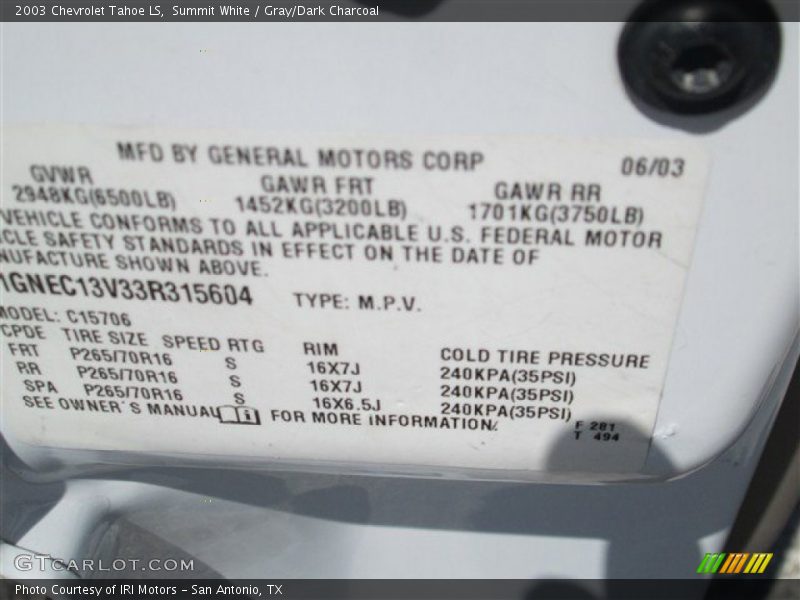 2003 Chevrolet Tahoe LS, Summit White / Gray/Dark Charcoal
MFD BY GENERAL MOTORS CORP 06/03
GVWR GAWR FRT GAWR RR
2948KG(6500LB) 1452KG(3200LB) 1701KG(3750LB)
VEHICLE CONFORMS TO ALL APPLICABLE U.S. FEDERAL MOTOR
ICLE SAFETY STANDARDS IN EFFECT ON THE DATE OF
NUFACTURE SHOWN ABOVE.
1GNEC13V33R315604 TYPE: M.P.V.
MODEL: C15706
CPDE TIRE SIZE SPEED RTG RIM COLD TIRE PRESSURE
FRT P265/70R16 S 16X7J 240KPA(35PSI)
RR P265/70R16 S 16X7J 240KPA(35PSI)
SPA P265/70R16 S 16X6.5J 240KPA(35PSI)
SEE OWNER'S MANUAL FOR MORE INFORMATION
F 281
T 494
GTCARLOT.COM
Photo Courtesy of IRI Motors – San Antonio, TX